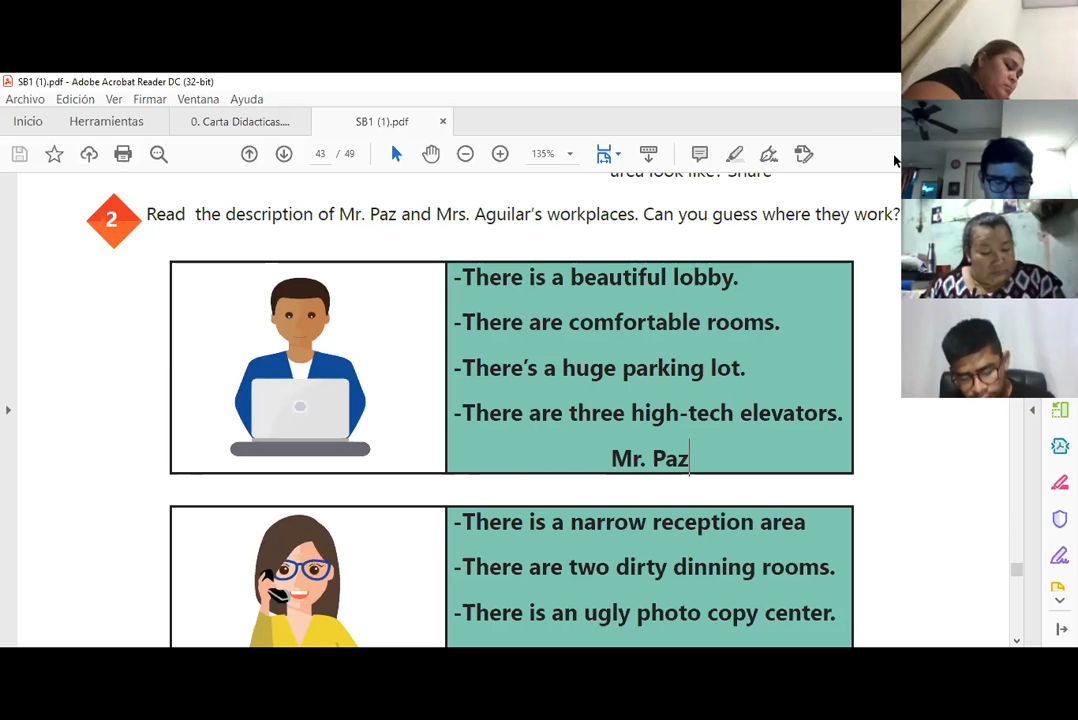 SB1 (1).pdf - Adobe Acrobat Reader DC (32-bit)
Archivo Edición Ver Firmar Ventana Ayuda
Inicio Herramientas 0. Carta Didacticas.... SB1 (1).pdf ×
43 / 49 135%
area look like? Share
2 Read the description of Mr. Paz and Mrs. Aguilar's workplaces. Can you guess where they work?
-There is a beautiful lobby.
-There are comfortable rooms.
-There's a huge parking lot.
-There are three high-tech elevators.
Mr. Paz
-There is a narrow reception area
-There are two dirty dinning rooms.
-There is an ugly photo copy center.